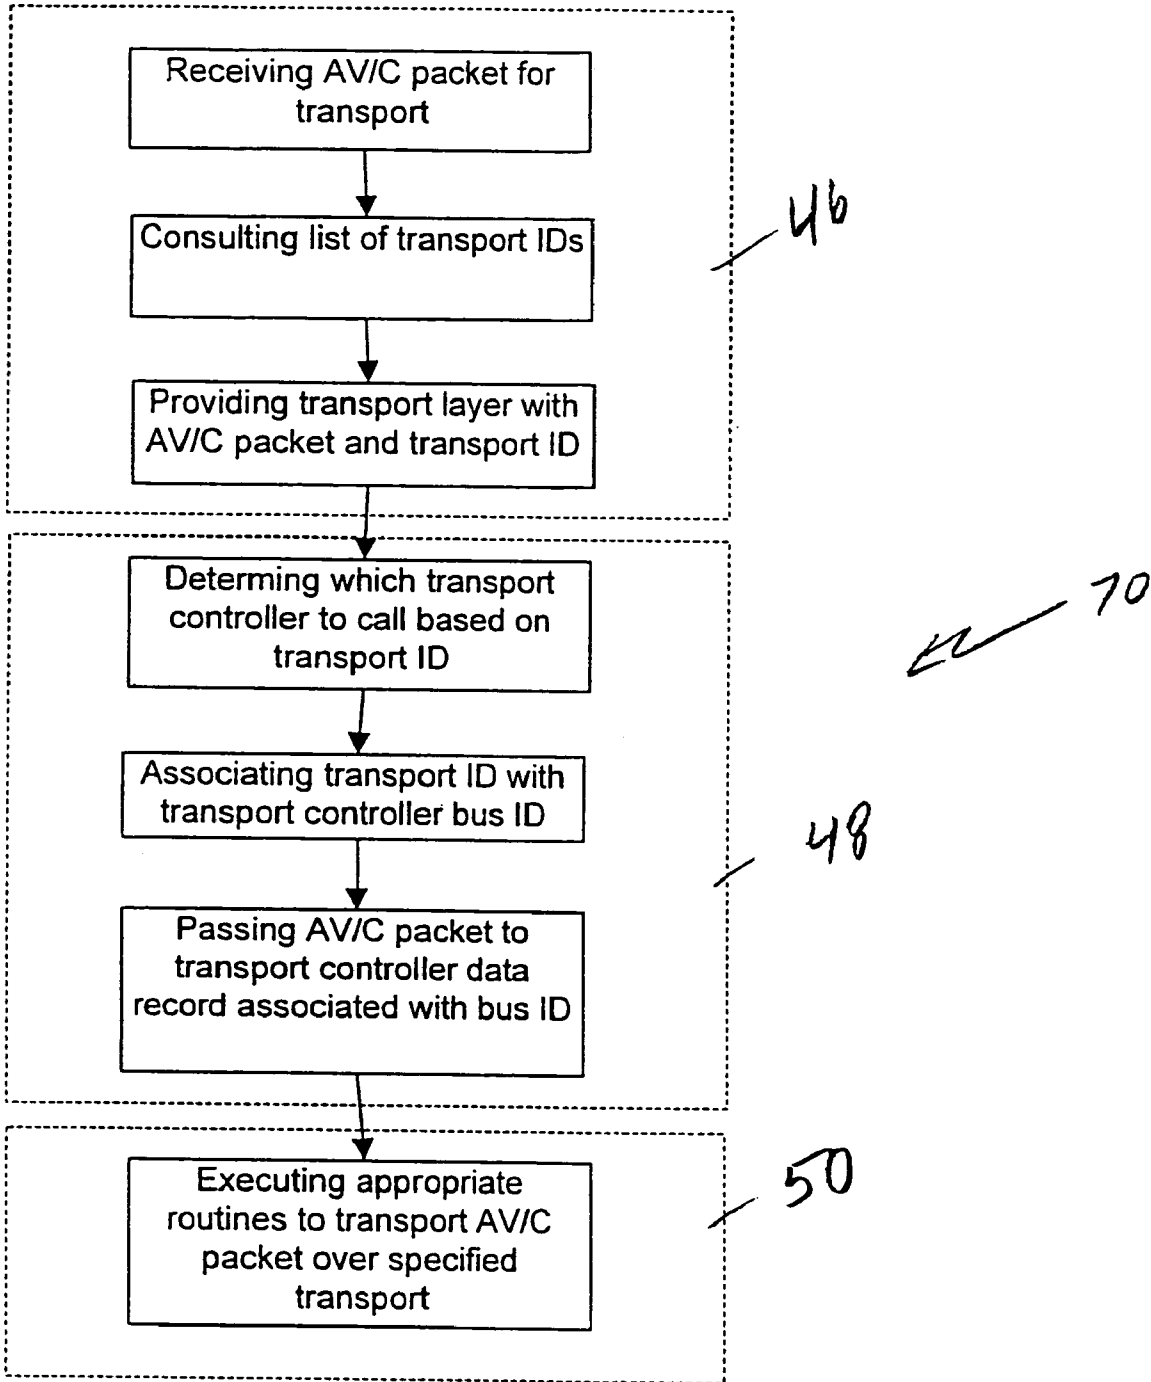 Receiving AV/C packet for
transport
Consulting list of transport IDs
46
Providing transport layer with
AV/C packet and transport ID
Determing which transport
controller to call based on
transport ID
70
Associating transport ID with
transport controller bus ID
48
Passing AV/C packet to
transport controller data
record associated with bus ID
Executing appropriate
routines to transport AV/C
packet over specified
transport
50